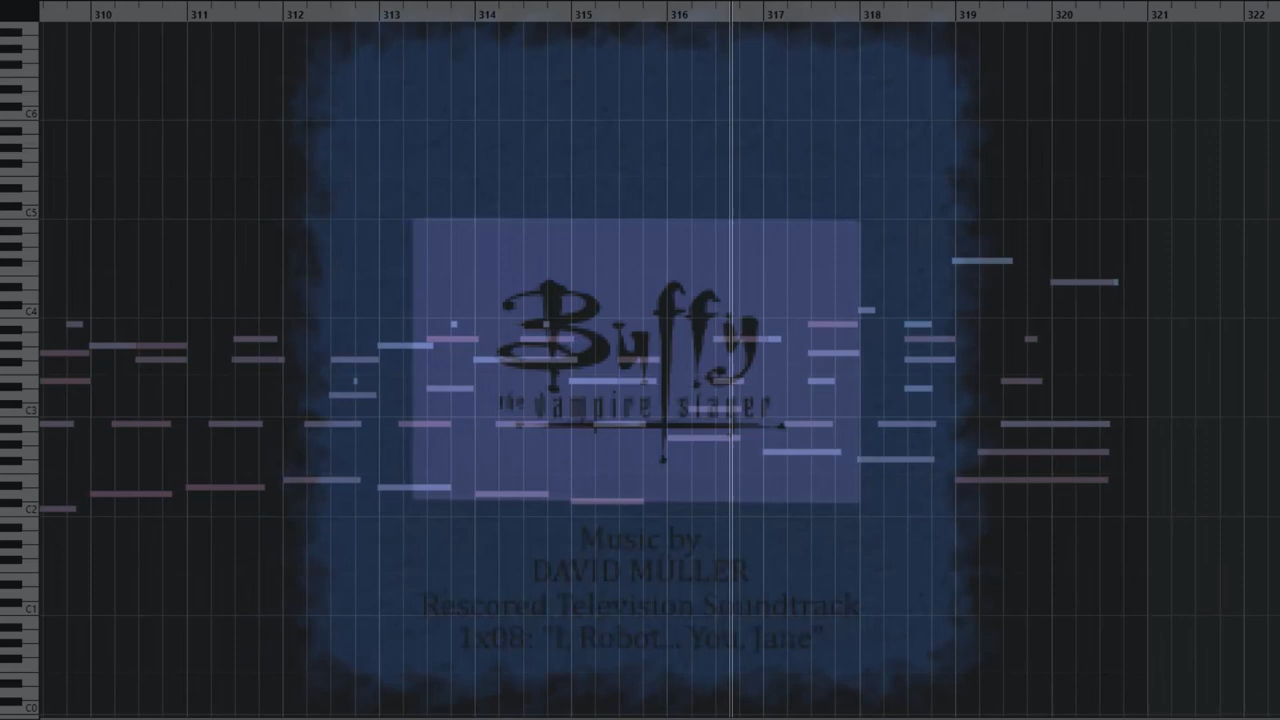 310 311 312 313 314 315 316 317 318 319 320 321 322
C6
C5
C4
Buffy
the vampire slayer
C3
C2
Music by
DAVID MÜLLER
C1
Rescored Television Soundtrack
1x08: "I, Robot... You, Jane"
C0